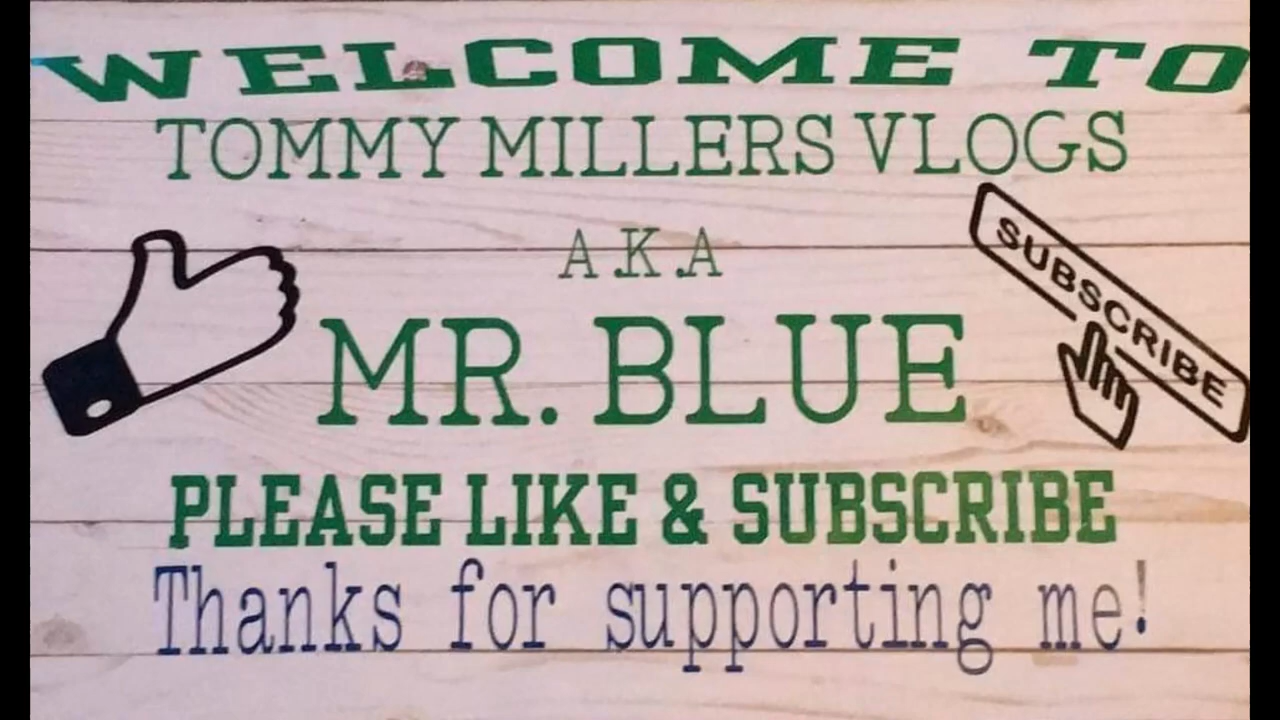 WELCOME TO
TOMMY MILLERS VLOGS
A.K.A
SUBSCRIBE
MR. BLUE
PLEASE LIKE & SUBSCRIBE
Thanks for supporting me!